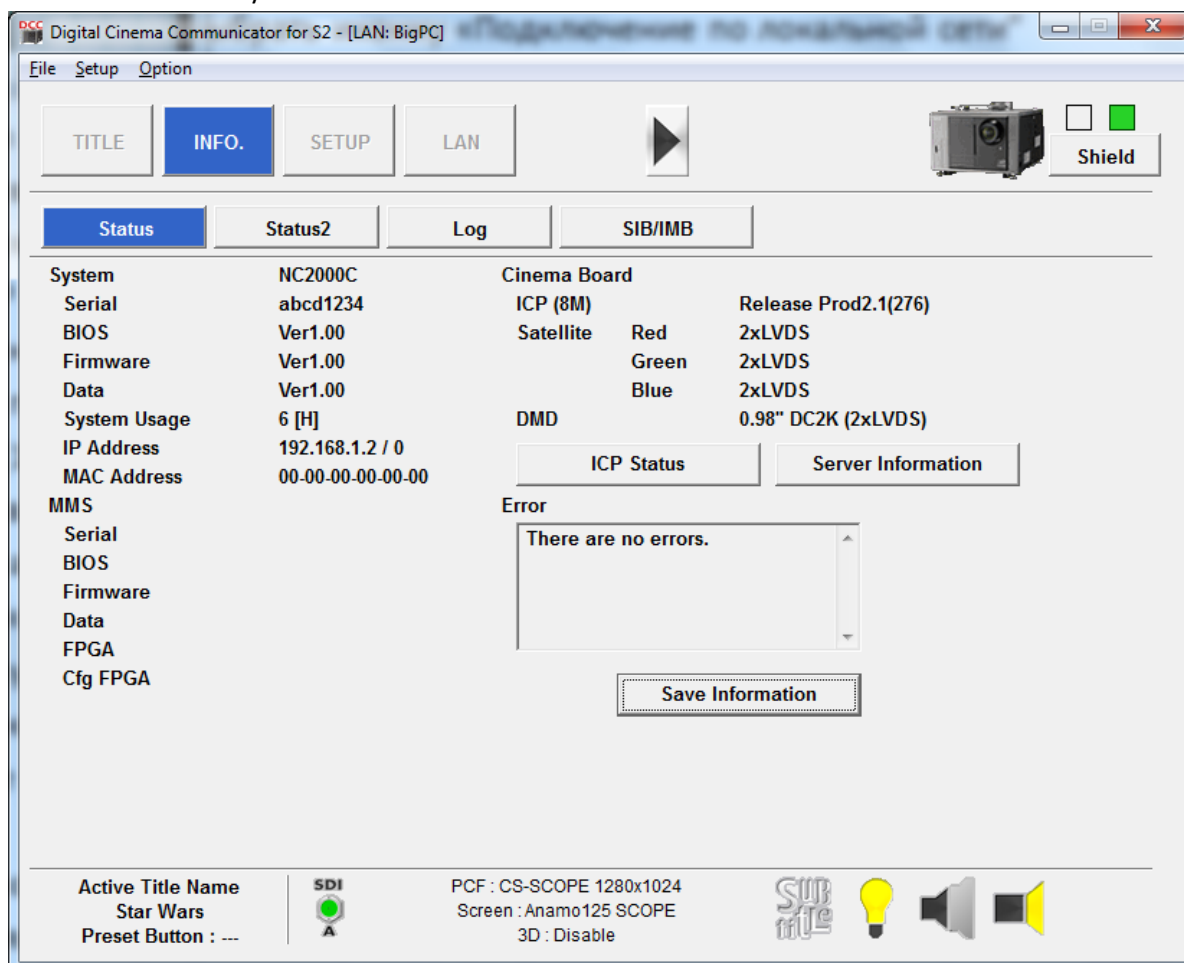 Digital Cinema Communicator for S2 - [LAN: BigPC] «Подключение по локальной сети"
File Setup Option
TITLE INFO. SETUP LAN
Shield
Status Status2 Log SIB/IMB
System NC2000C Cinema Board
Serial abcd1234 ICP (8M) Release Prod2.1(276)
BIOS Ver1.00 Satellite Red 2xLVDS
Firmware Ver1.00 Green 2xLVDS
Data Ver1.00 Blue 2xLVDS
System Usage 6 [H] DMD 0.98" DC2K (2xLVDS)
IP Address 192.168.1.2 / 0
ICP Status Server Information
MAC Address 00-00-00-00-00-00
MMS Error
Serial There are no errors.
BIOS
Firmware
Data
FPGA
Cfg FPGA
Save Information
Active Title Name SDI PCF : CS-SCOPE 1280x1024 SUB
Star Wars Screen : Anamo125 SCOPE title
Preset Button : --- A 3D : Disable